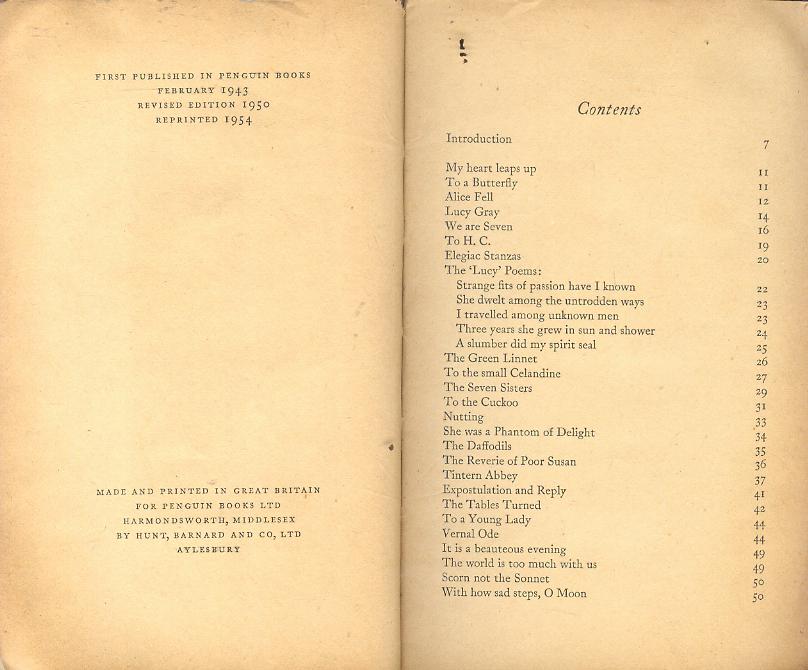 FIRST PUBLISHED IN PENGUIN BOOKS
FEBRUARY 1943
REVISED EDITION 1950
REPRINTED 1954
MADE AND PRINTED IN GREAT BRITAIN
FOR PENGUIN BOOKS LTD
HARMONDSWORTH, MIDDLESEX
BY HUNT, BARNARD AND CO, LTD
AYLESBURY
Contents
Introduction 7
My heart leaps up 11
To a Butterfly 11
Alice Fell 12
Lucy Gray 14
We are Seven 16
To H. C. 19
Elegiac Stanzas 20
The ‘Lucy’ Poems:
Strange fits of passion have I known 22
She dwelt among the untrodden ways 23
I travelled among unknown men 23
Three years she grew in sun and shower 24
A slumber did my spirit seal 25
The Green Linnet 26
To the small Celandine 27
The Seven Sisters 29
To the Cuckoo 31
Nutting 33
She was a Phantom of Delight 34
The Daffodils 35
The Reverie of Poor Susan 36
Tintern Abbey 37
Expostulation and Reply 41
The Tables Turned 42
To a Young Lady 44
Vernal Ode 44
It is a beauteous evening 49
The world is too much with us 49
Scorn not the Sonnet 50
With how sad steps, O Moon 50